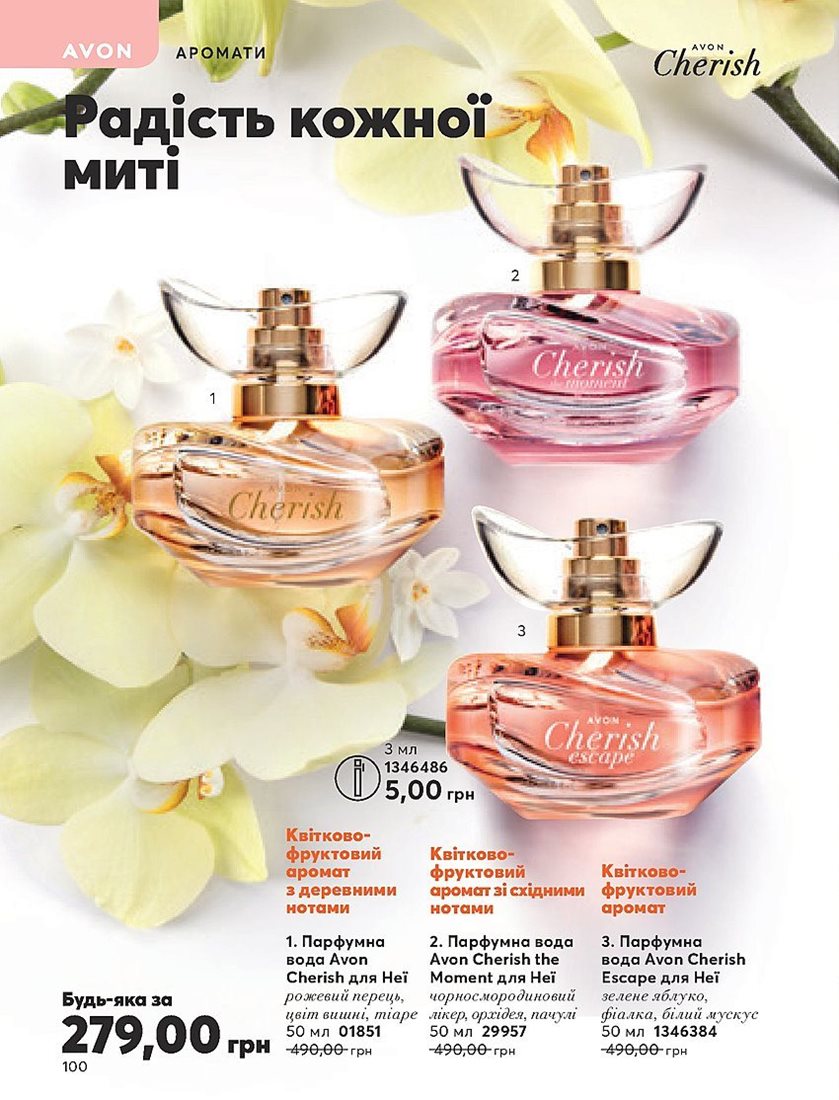 AVON
АРОМАТИ
AVON
Cherish
Радість кожної
миті
2
AVON
Cherish
the moment
1
AVON
Cherish
3
AVON
Cherish
escape
3 мл
1346486
5,00 грн
Квітково-
фруктовий
аромат
з деревними
нотами
1. Парфумна
вода Avon
Cherish для Неї
рожевий перець,
цвіт вишні, тіаре
50 мл 01851
490,00 грн
Квітково-
фруктовий
аромат зі східними
нотами
2. Парфумна вода
Avon Cherish the
Moment для Неї
чорносмородиновий
лікер, орхідея, пачулі
50 мл 29957
490,00 грн
Квітково-
фруктовий
аромат
3. Парфумна
вода Avon Cherish
Escape для Неї
зелене яблуко,
фіалка, білий мускус
50 мл 1346384
490,00 грн
Будь-яка за
279,00 грн
100